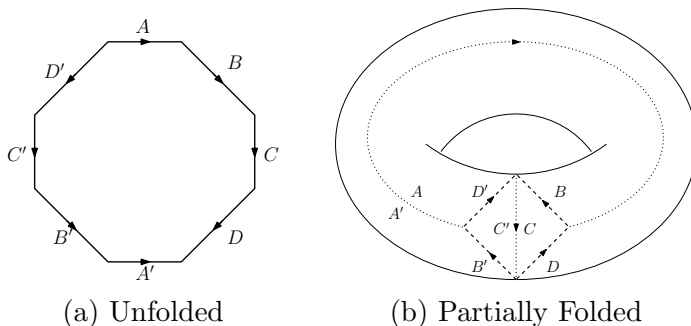 A
D′
B
C′
C
B′
D
A′
(a) Unfolded
A
D′
B
A′
C′ C
B′
D
(b) Partially Folded